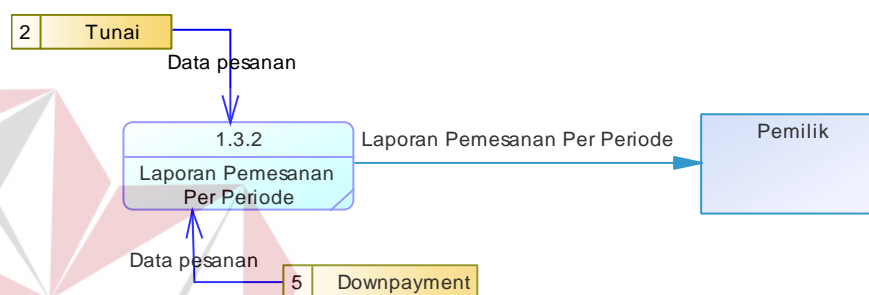 2 Tunai
Data pesanan
1.3.2
Laporan Pemesanan
Per Periode
Laporan Pemesanan Per Periode
Pemilik
Data pesanan
5 Downpayment